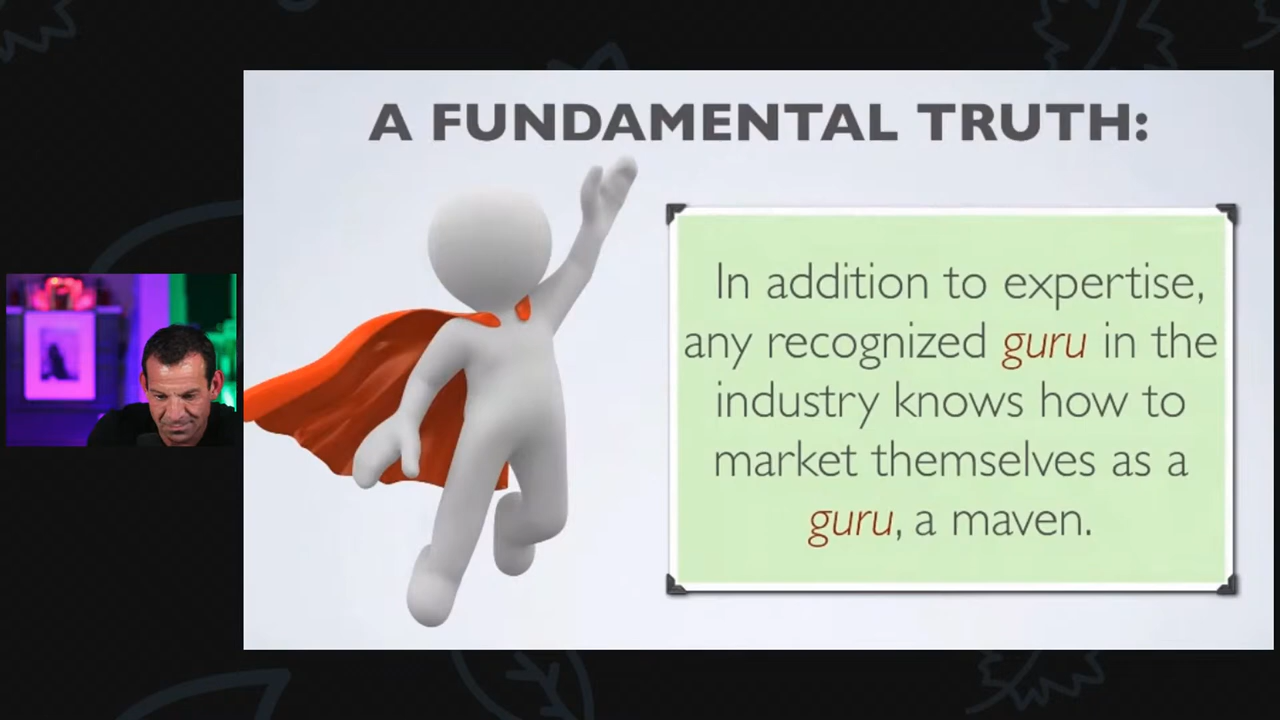 A FUNDAMENTAL TRUTH:
In addition to expertise,
any recognized guru in the
industry knows how to
market themselves as a
guru, a maven.